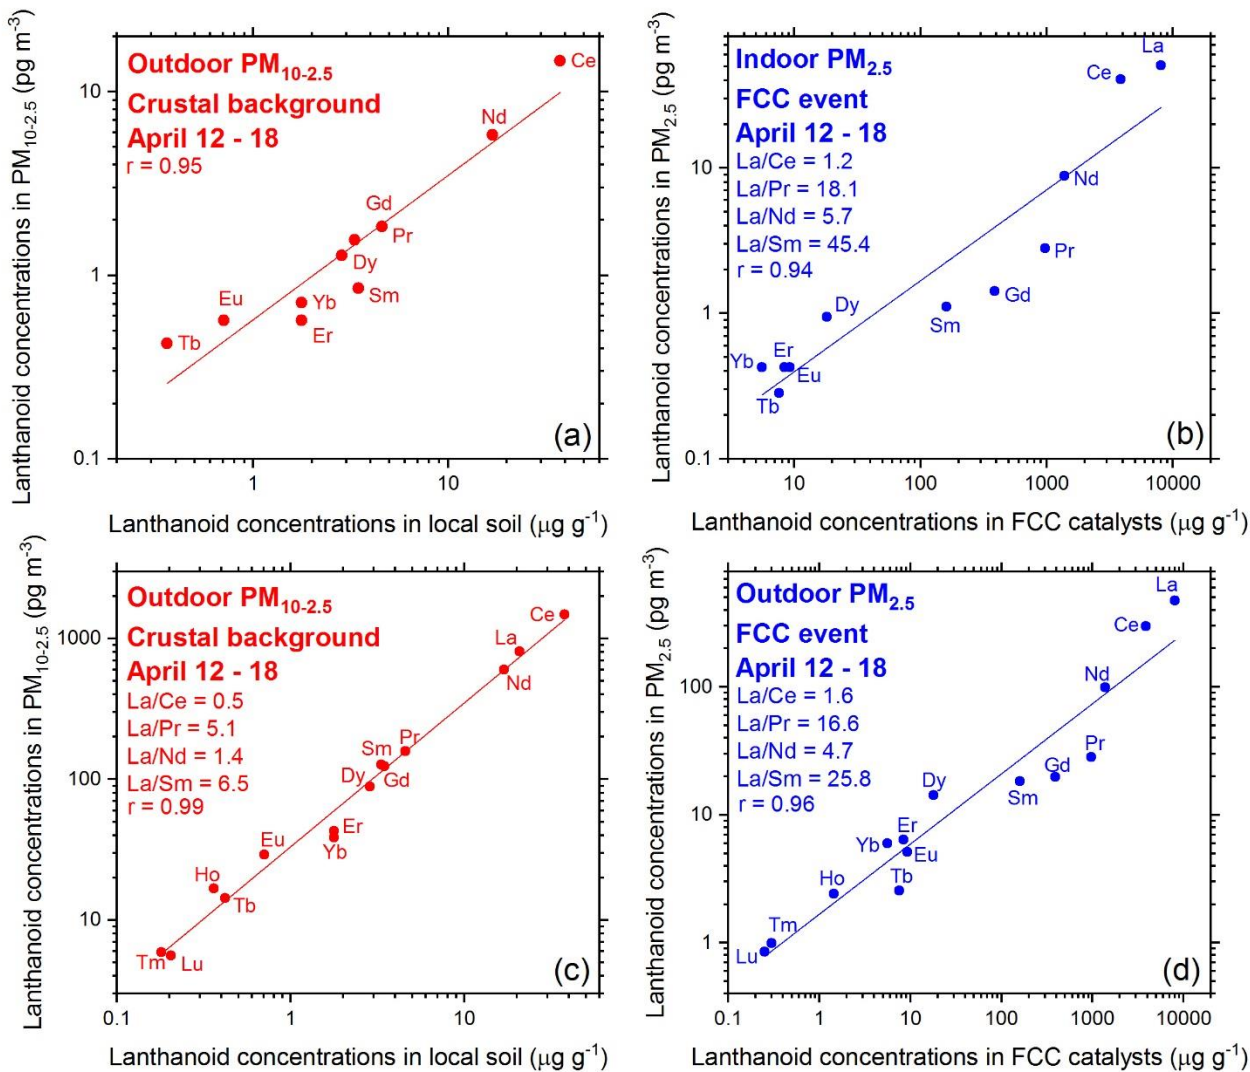 Lanthanoid concentrations in PM10-2.5 (pg m-3)
Outdoor PM10-2.5
Crustal background
April 12 - 18
r = 0.95
Ce
Nd
Gd
Pr
Dy
Sm
Eu
Yb
Er
Tb
(a)
10
1
0.1
1
10
Lanthanoid concentrations in local soil (μg g-1)
Lanthanoid concentrations in PM2.5 (pg m-3)
Indoor PM2.5
FCC event
April 12 - 18
La/Ce = 1.2
La/Pr = 18.1
La/Nd = 5.7
La/Sm = 45.4
r = 0.94
La
Ce
Nd
Pr
Gd
Sm
Dy
Yb
Er
Eu
Tb
(b)
10
1
0.1
10
100
1000
10000
Lanthanoid concentrations in FCC catalysts (μg g-1)
Lanthanoid concentrations in PM10-2.5 (pg m-3)
Outdoor PM10-2.5
Crustal background
April 12 - 18
La/Ce = 0.5
La/Pr = 5.1
La/Nd = 1.4
La/Sm = 6.5
r = 0.99
Ce
La
Nd
Pr
Sm
Gd
Dy
Er
Yb
Eu
Ho
Tb
Tm
Lu
(c)
1000
100
10
0.1
1
10
Lanthanoid concentrations in local soil (μg g-1)
Lanthanoid concentrations in PM2.5 (pg m-3)
Outdoor PM2.5
FCC event
April 12 - 18
La/Ce = 1.6
La/Pr = 16.6
La/Nd = 4.7
La/Sm = 25.8
r = 0.96
La
Ce
Nd
Pr
Gd
Sm
Dy
Er
Yb
Eu
Tb
Ho
Tm
Lu
(d)
100
10
1
0.1
1
10
100
1000
10000
Lanthanoid concentrations in FCC catalysts (μg g-1)